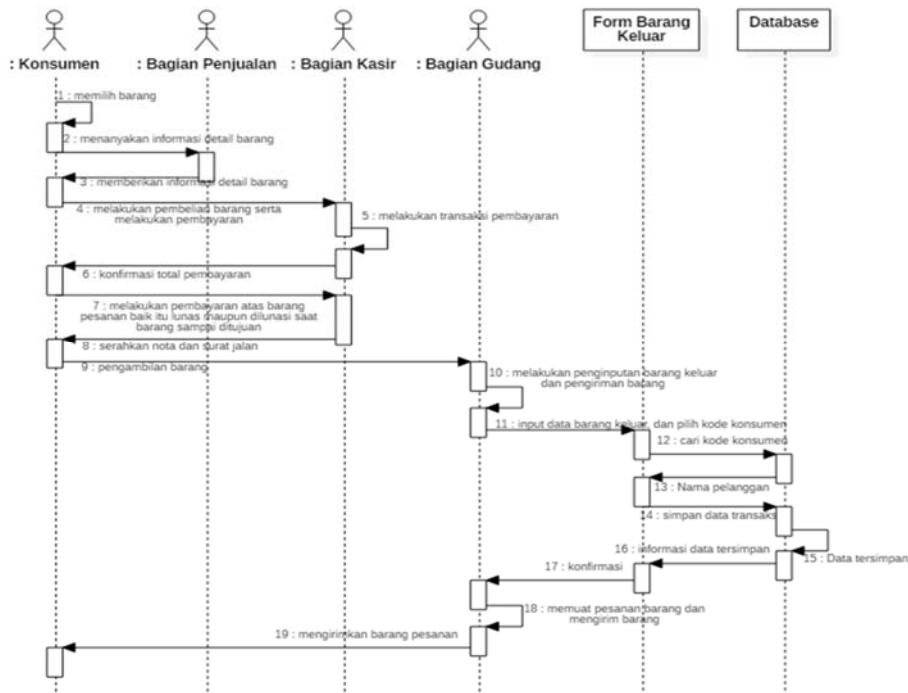 Form Barang
Keluar
Database
: Konsumen
: Bagian Penjualan
: Bagian Kasir
: Bagian Gudang
1 : memilih barang
2 : menanyakan informasi detail barang
3 : memberikan informasi detail barang
4 : melakukan pembelian barang serta
melakukan pembayaran
5 : melakukan transaksi pembayaran
6 : konfirmasi total pembayaran
7 : melakukan pembayaran atas barang
pesanan baik itu lunas maupun dilunasi saat
barang sampai ditujuan
8 : serahkan nota dan surat jalan
9 : pengambilan barang
10 : melakukan penginputan barang keluar
dan pengiriman barang
11 : input data barang keluar, dan pilih kode konsumen
12 : cari kode konsumen
13 : Nama pelanggan
14 : simpan data transaksi
15 : Data tersimpan
16 : informasi data tersimpan
17 : konfirmasi
18 : memuat pesanan barang dan
mengirim barang
19 : mengirimkan barang pesanan